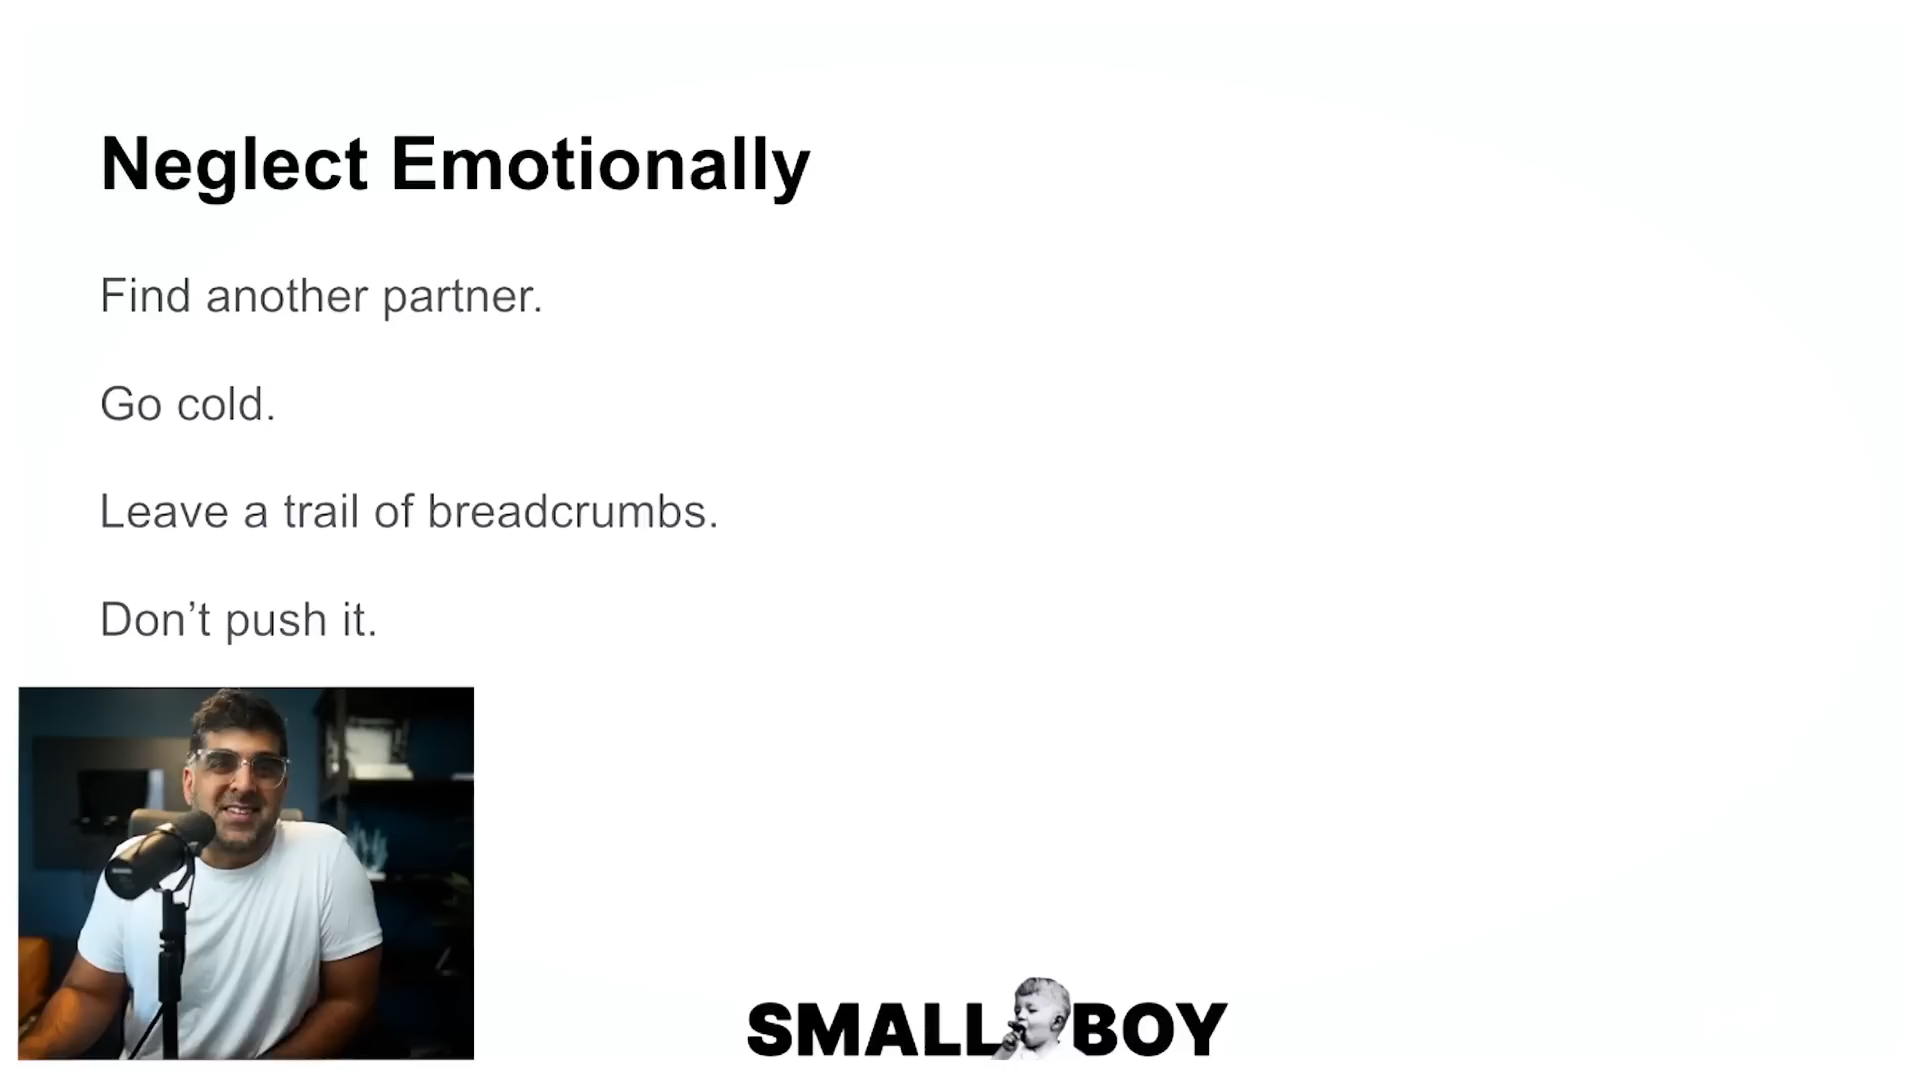 Neglect Emotionally
Find another partner.
Go cold.
Leave a trail of breadcrumbs.
Don’t push it.
SMALL BOY